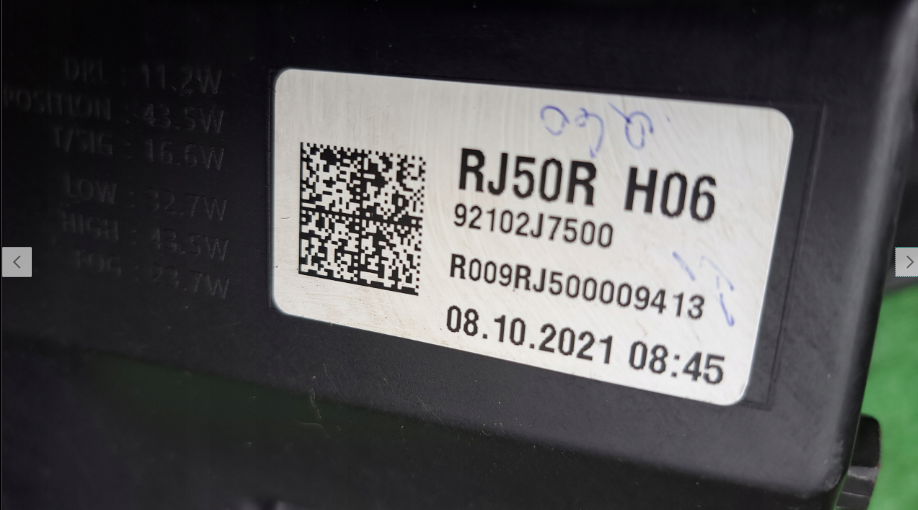 DRL : 11.2W
POSITION : 43.5W
T/SIG : 16.6W
LOW : 32.7W
HIGH : 43.5W
FOG : 23.7W
RJ50R H06
92102J7500
R009RJ500009413
08.10.2021 08:45